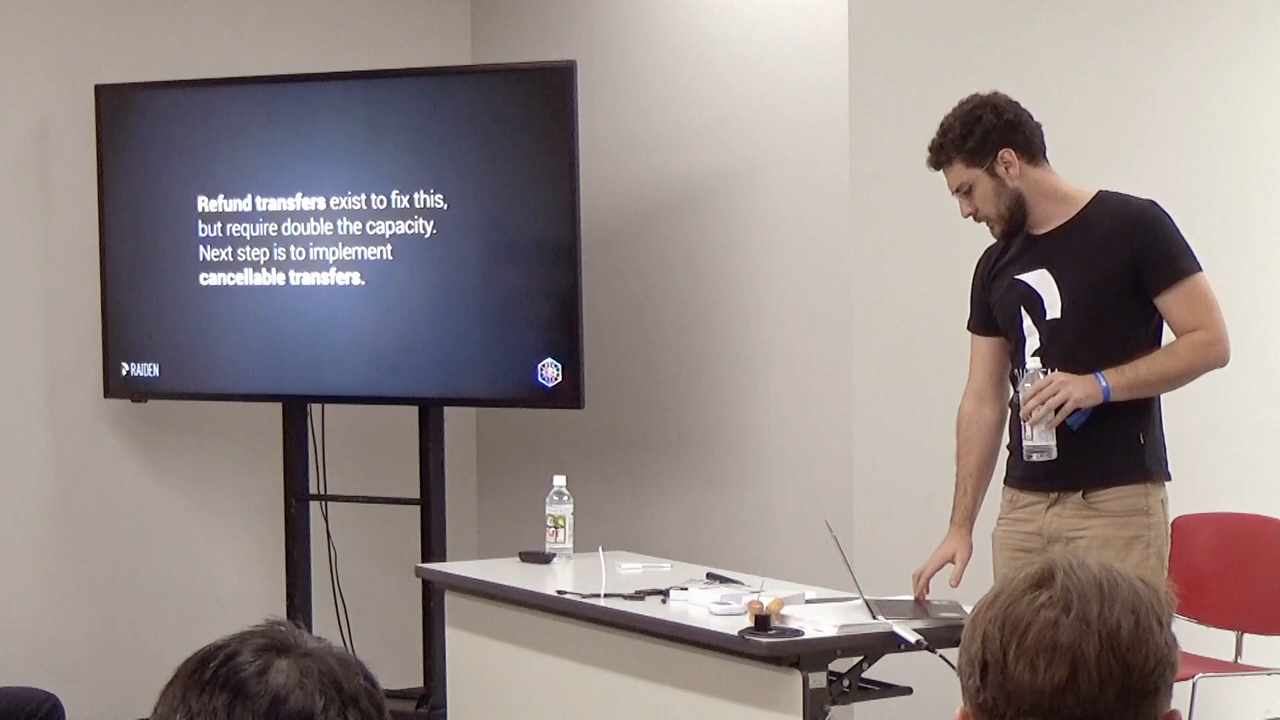 Refund transfers exist to fix this,
but require double the capacity.
Next step is to implement
cancellable transfers.
RAIDEN